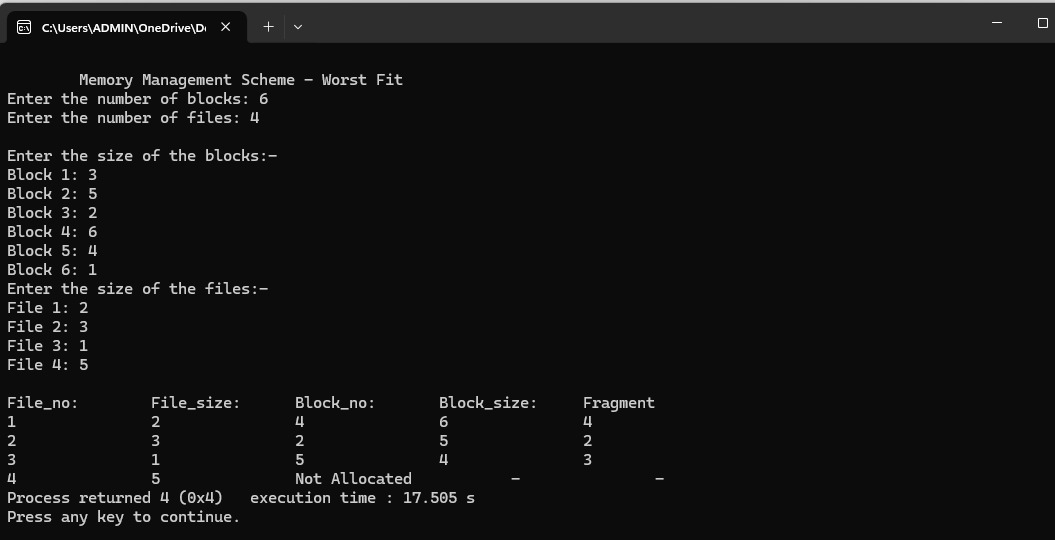 C:\Users\ADMIN\OneDrive\D
Memory Management Scheme - Worst Fit
Enter the number of blocks: 6
Enter the number of files: 4
Enter the size of the blocks:-
Block 1: 3
Block 2: 5
Block 3: 2
Block 4: 6
Block 5: 4
Block 6: 1
Enter the size of the files:-
File 1: 2
File 2: 3
File 3: 1
File 4: 5
File_no: File_size: Block_no: Block_size: Fragment
1 2 4 6 4
2 3 2 5 2
3 1 5 4 3
4 5 Not Allocated - -
Process returned 4 (0x4) execution time : 17.505 s
Press any key to continue.